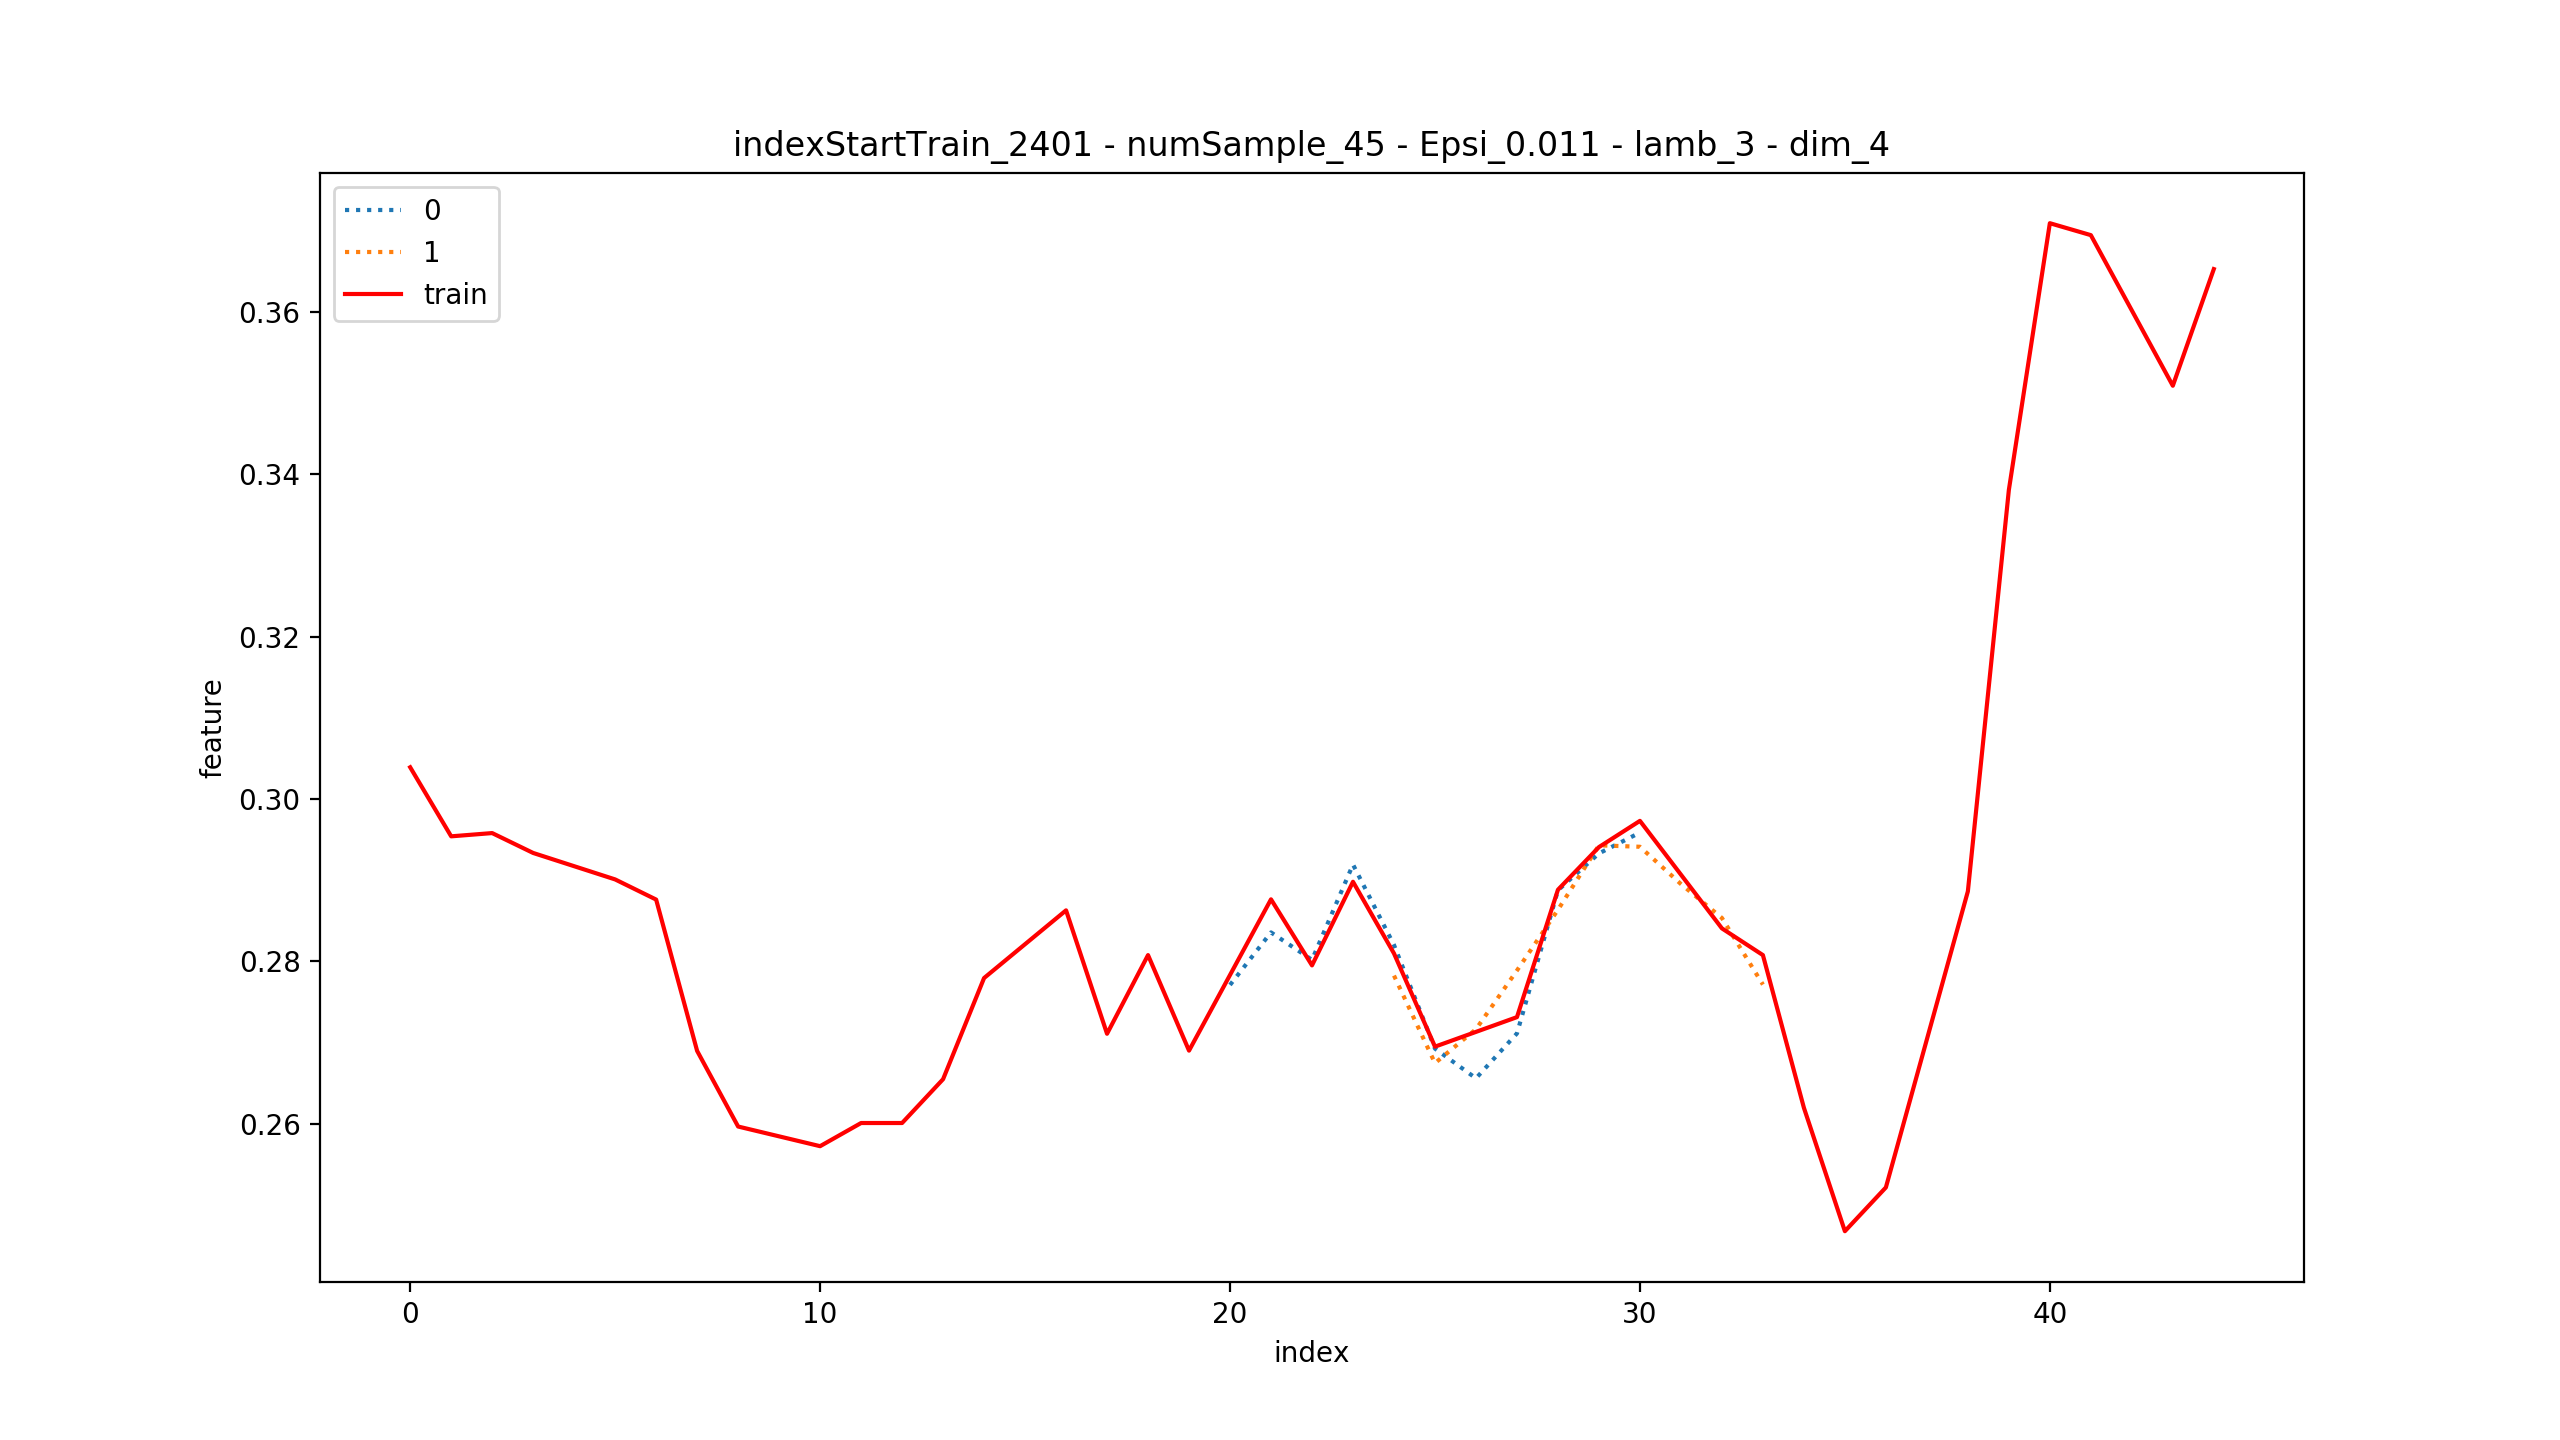 indexStartTrain_2401 - numSample_45 - Epsi_0.011 - lamb_3 - dim_4
0
1
train
0.36
0.34
0.32
0.30
0.28
0.26
feature
0 10 20 30 40
index